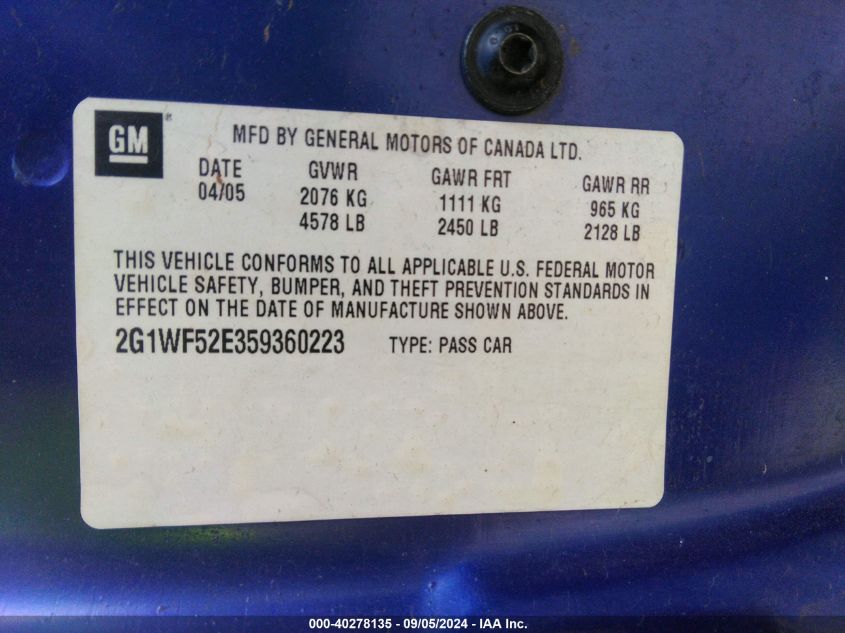 GM®
MFD BY GENERAL MOTORS OF CANADA LTD.
DATE GVWR GAWR FRT GAWR RR
04/05 2076 KG 1111 KG 965 KG
4578 LB 2450 LB 2128 LB
THIS VEHICLE CONFORMS TO ALL APPLICABLE U.S. FEDERAL MOTOR
VEHICLE SAFETY, BUMPER, AND THEFT PREVENTION STANDARDS IN
EFFECT ON THE DATE OF MANUFACTURE SHOWN ABOVE.
2G1WF52E359360223 TYPE: PASS CAR
000-40278135 - 09/05/2024 - IAA Inc.